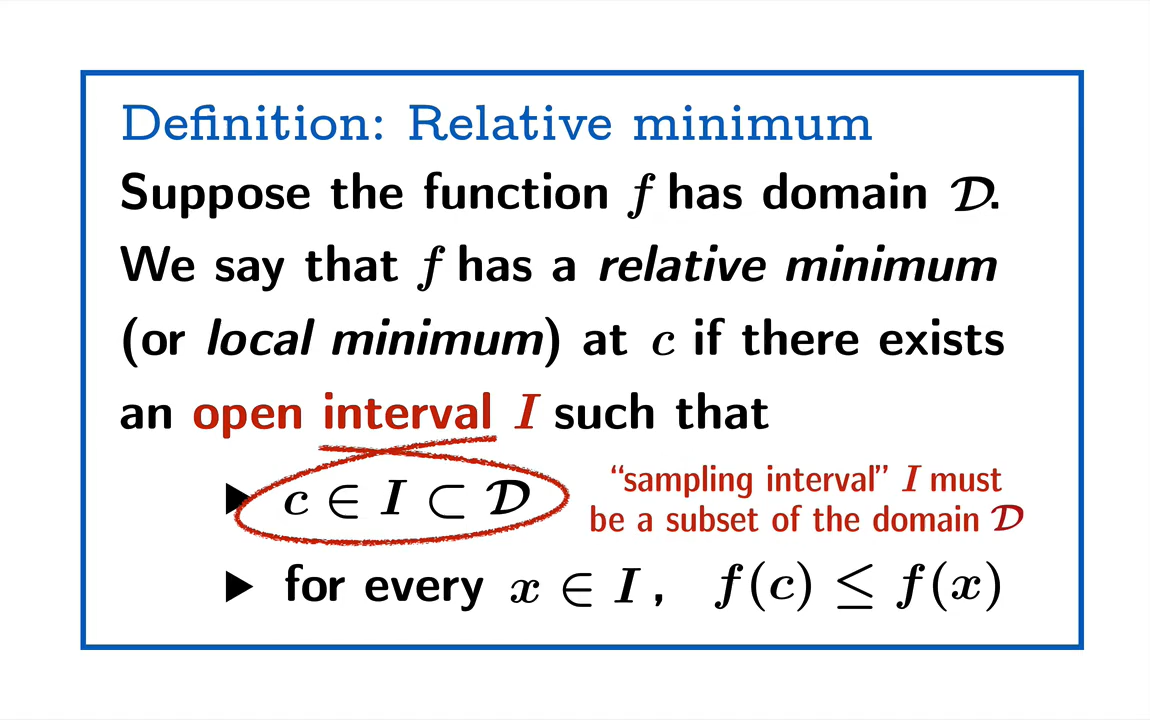 Definition: Relative minimum
Suppose the function f has domain 𝒟.
We say that f has a relative minimum
(or local minimum) at c if there exists
an open interval I such that
▶ c ∈ I ⊂ 𝒟
“sampling interval” I must
be a subset of the domain 𝒟
▶ for every x ∈ I, f(c) ≤ f(x)